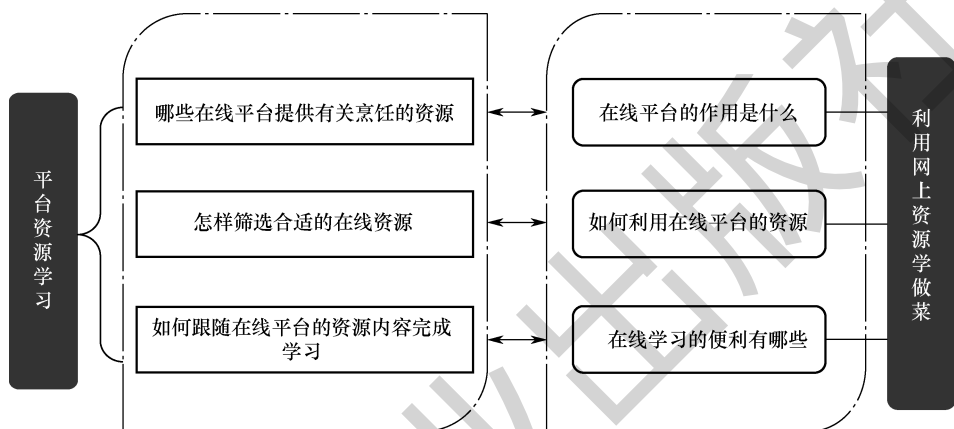 平台资源学习
哪些在线平台提供有关烹饪的资源
怎样筛选合适的在线资源
如何跟随在线平台的资源内容完成
学习
在线平台的作用是什么
如何利用在线平台的资源
在线学习的便利有哪些
利用网上资源学做菜
业出版社